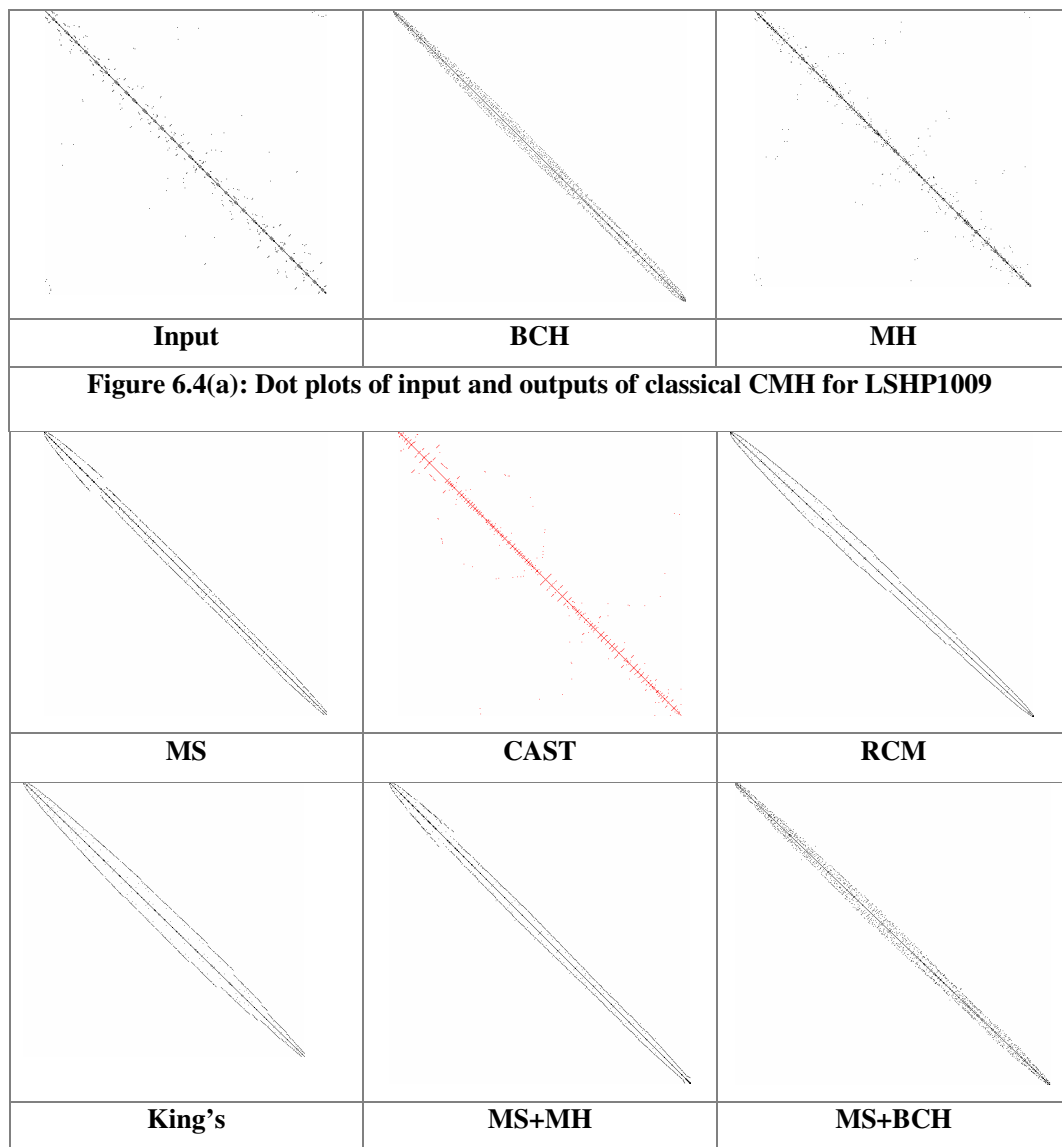 Input
BCH
MH
Figure 6.4(a): Dot plots of input and outputs of classical CMH for LSHP1009
MS
CAST
RCM
King's
MS+MH
MS+BCH